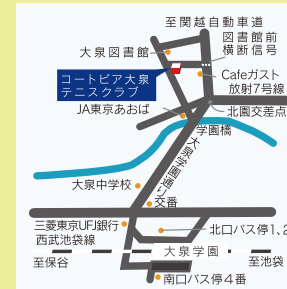 至関越自動車道
図書館前
横断信号
大泉図書館
コートピア大泉
テニスクラブ
Cafeガスト
放射7号線
JA東京あおば
北園交差点
学園橋
大泉学園通り
大泉中学校
交番
三菱東京UFJ銀行
北口バス停1、2
西武池袋線
大泉学園
至保谷
至池袋
南口バス停4番